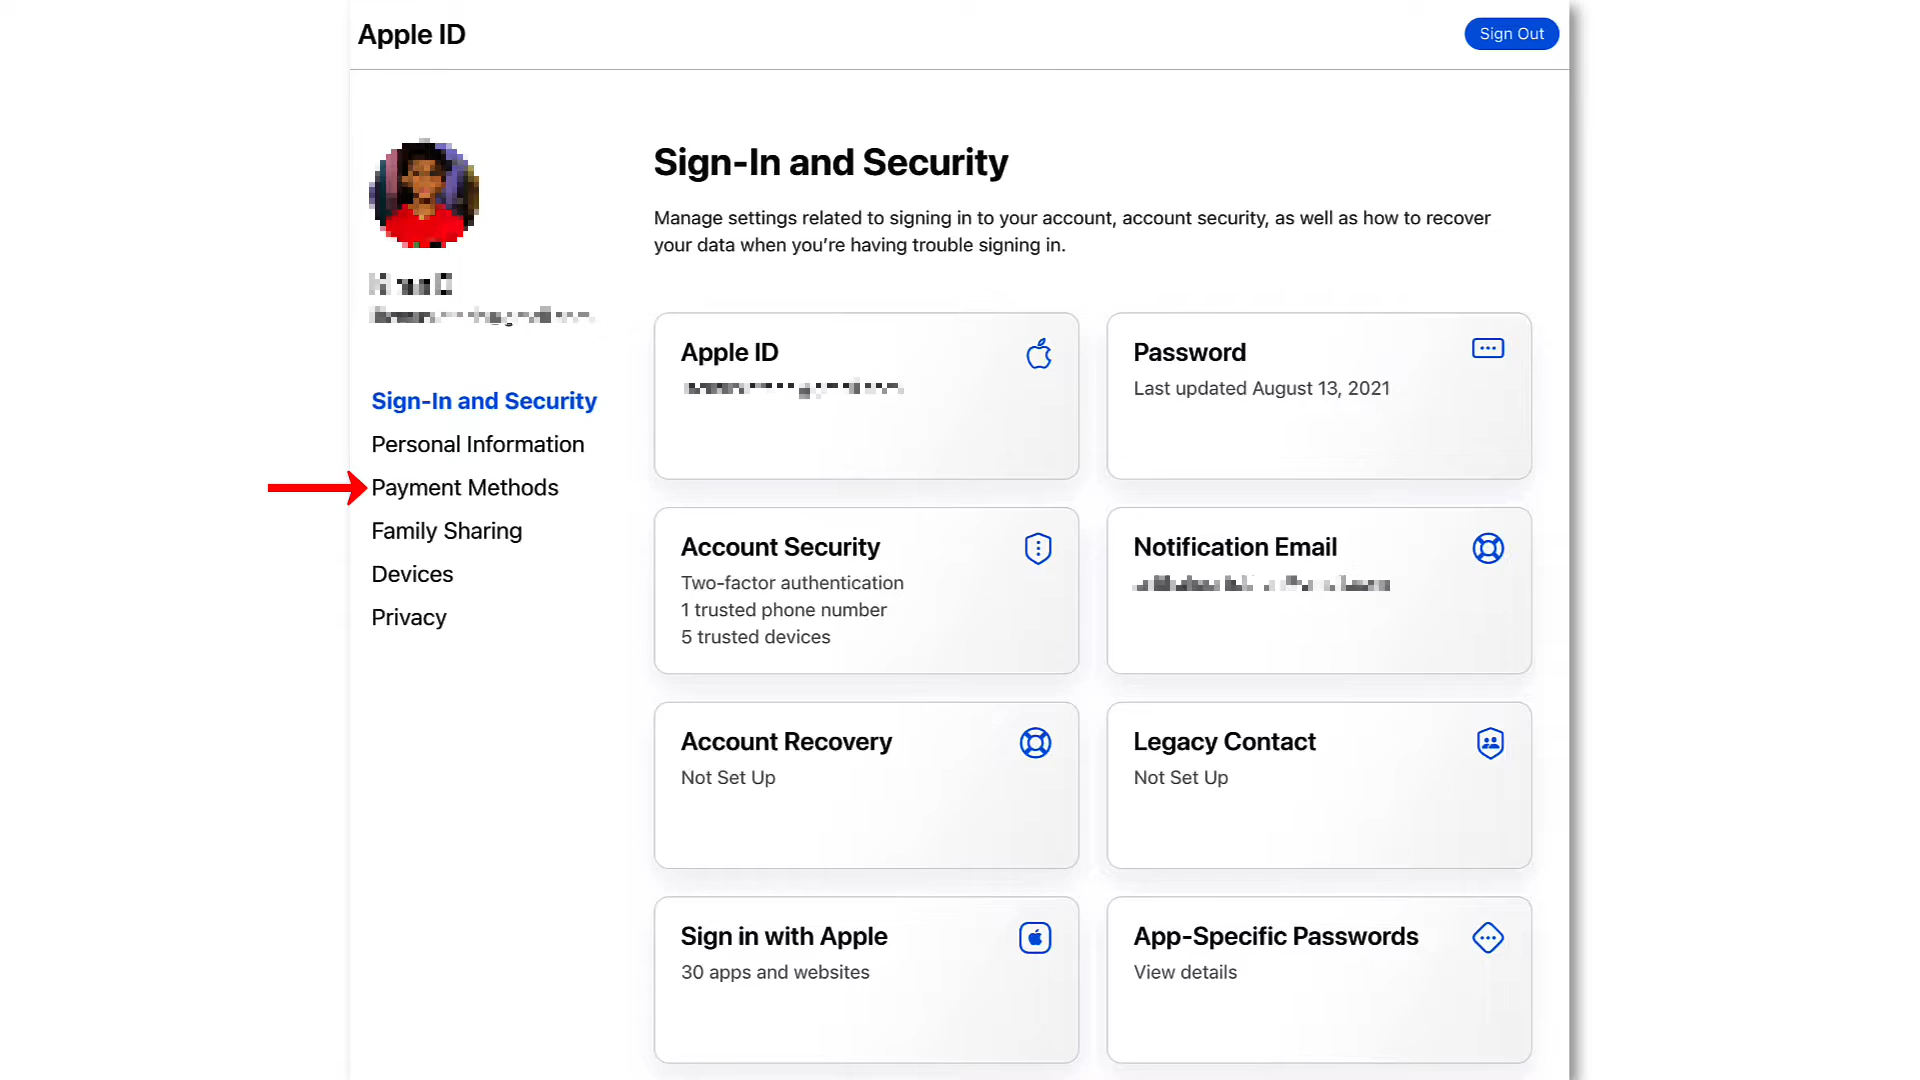 Apple ID
Sign Out
Sign-In and Security
Personal Information
Payment Methods
Family Sharing
Devices
Privacy
Sign-In and Security
Manage settings related to signing in to your account, account security, as well as how to recover
your data when you’re having trouble signing in.
Apple ID
Password
Last updated August 13, 2021
Account Security
Two-factor authentication
1 trusted phone number
5 trusted devices
Notification Email
Account Recovery
Not Set Up
Legacy Contact
Not Set Up
Sign in with Apple
30 apps and websites
App-Specific Passwords
View details